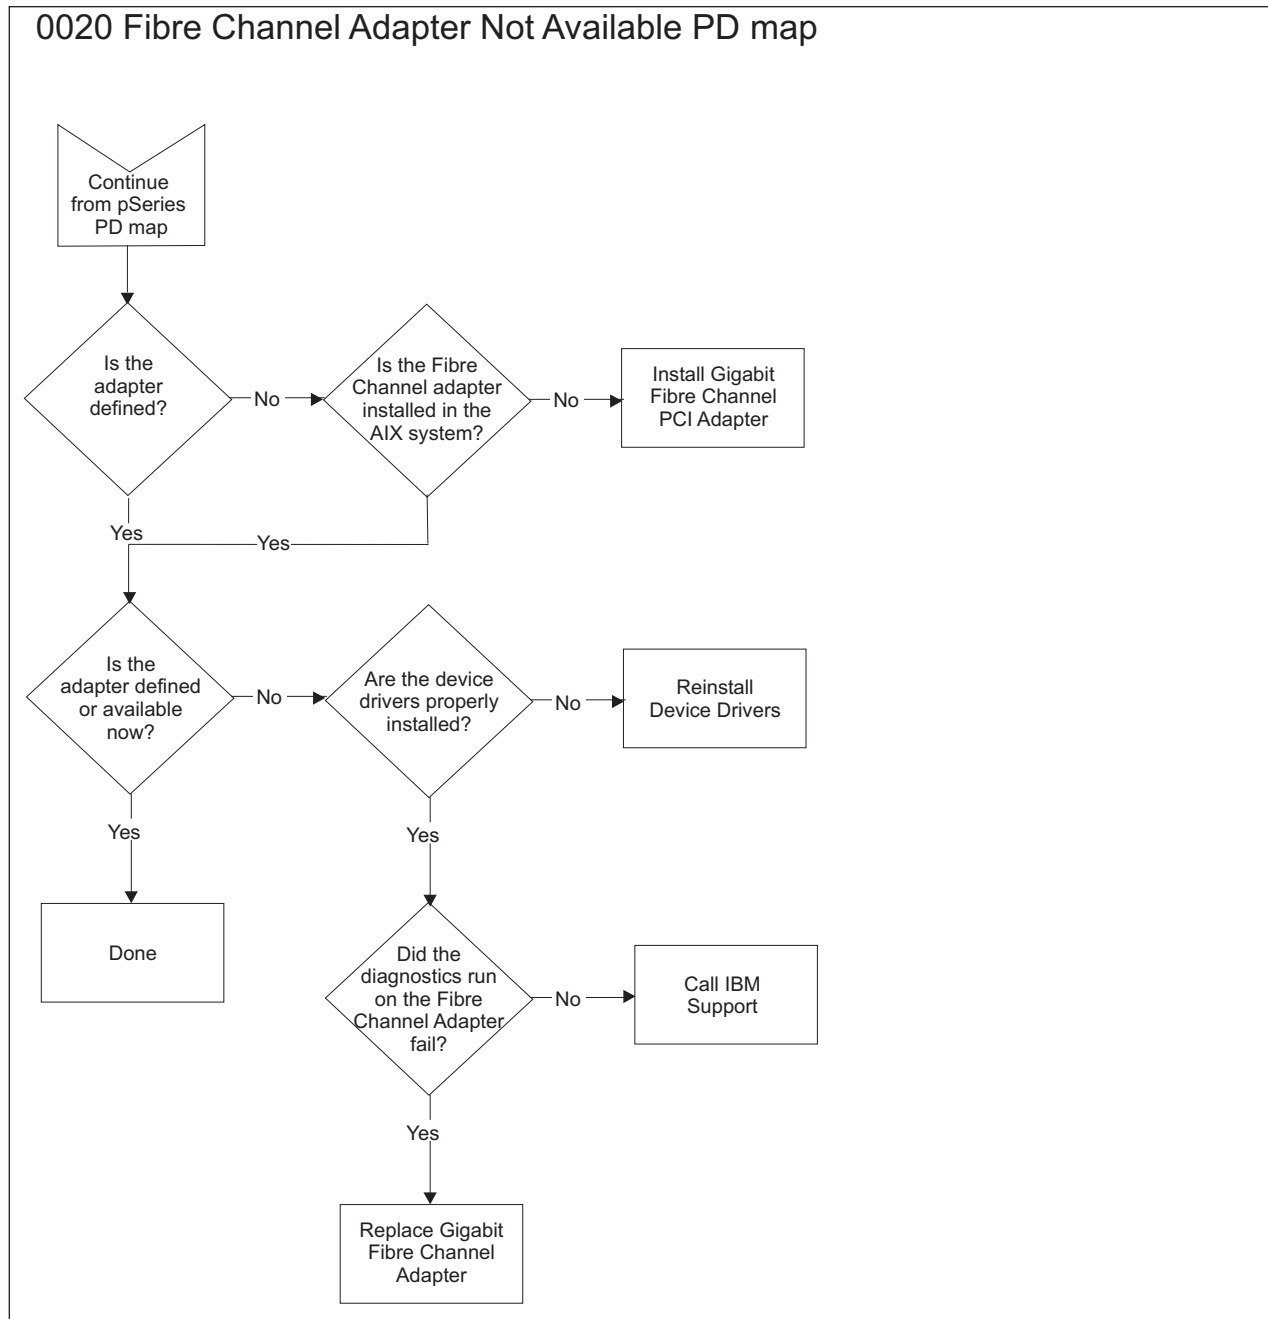 0020 Fibre Channel Adapter Not Available PD map
Continue
from pSeries
PD map
Is the
adapter
defined?
No
Is the Fibre
Channel adapter
installed in the
AIX system?
No
Install Gigabit
Fibre Channel
PCI Adapter
Yes
Yes
Is the
adapter defined
or available
now?
No
Are the device
drivers properly
installed?
No
Reinstall
Device Drivers
Yes
Yes
Done
Did the
diagnostics run
on the Fibre
Channel Adapter
fail?
No
Call IBM
Support
Yes
Replace Gigabit
Fibre Channel
Adapter